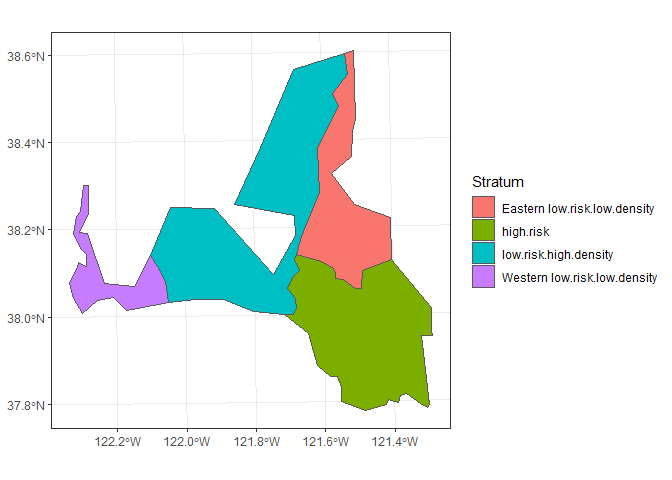 38.6°N
38.4°N
38.2°N
38.0°N
37.8°N
122.2°W 122.0°W 121.8°W 121.6°W 121.4°W
Stratum
Eastern low.risk.low.density
high.risk
low.risk.high.density
Western low.risk.low.density